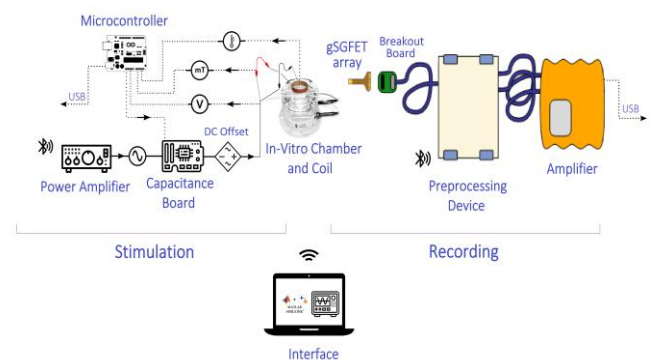 Microcontroller
USB
mT
V
DC Offset
Power Amplifier
Capacitance
Board
In-Vitro Chamber
and Coil
gSGFET
array
Breakout
Board
Preprocessing
Device
Amplifier
USB
Stimulation
Recording
MATLAB
Interface